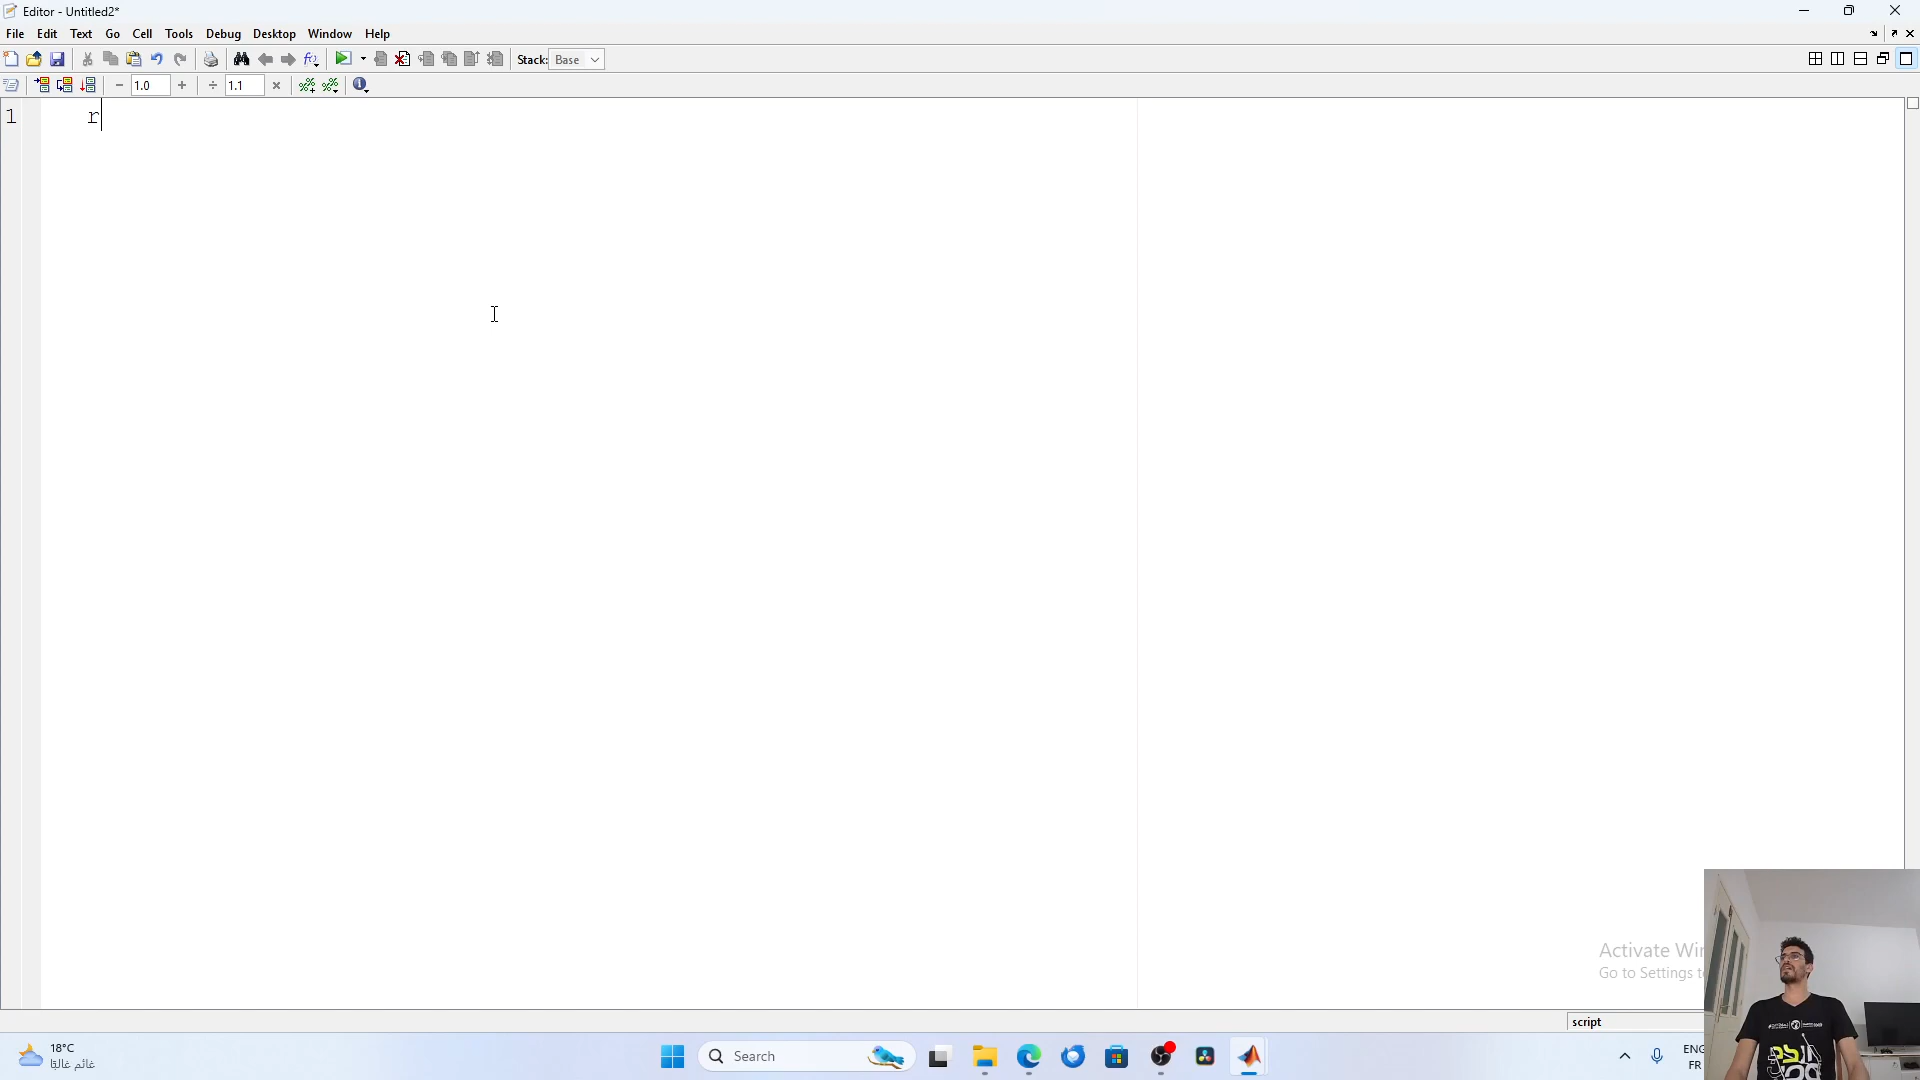 Editor - Untitled2*
File Edit Text Go Cell Tools Debug Desktop Window Help
Stack: Base
1.0 1.1
1 r
Activate Wi
Go to Settings t
script
18°C
غائم غالبًا
Search
ENG
FR